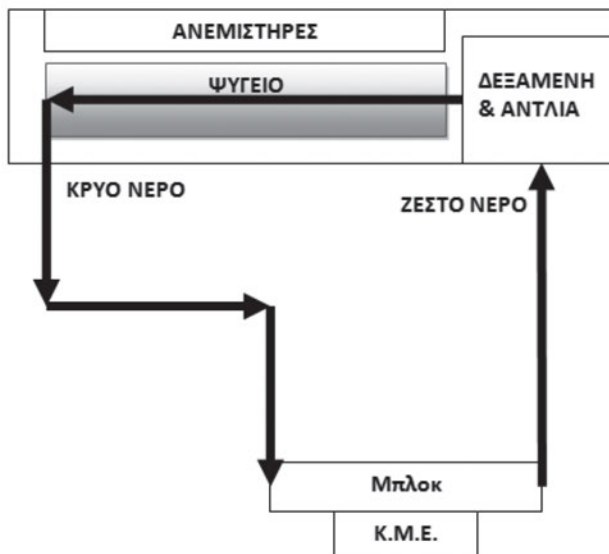 ΑΝΕΜΙΣΤΗΡΕΣ
ΨΥΓΕΙΟ
ΔΕΞΑΜΕΝΗ
& ΑΝΤΛΙΑ
ΚΡΥΟ ΝΕΡΟ
ΖΕΣΤΟ ΝΕΡΟ
Μπλοκ
Κ.Μ.Ε.